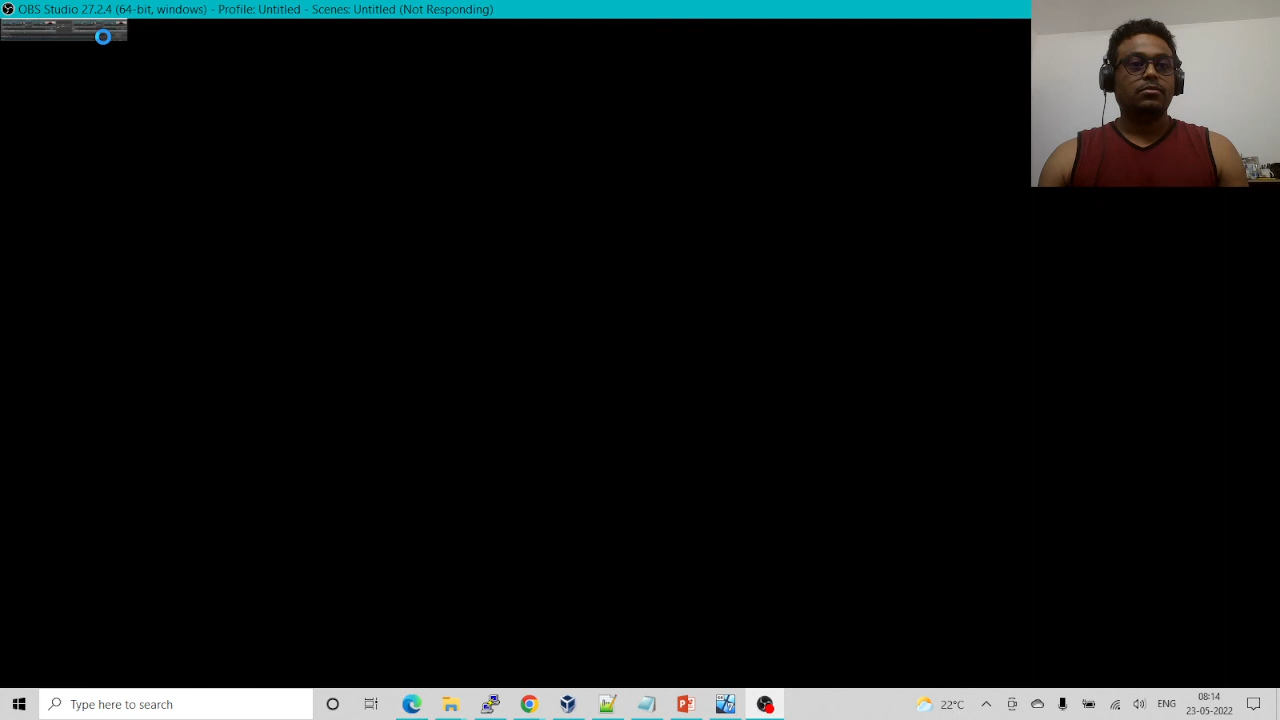 OBS Studio 27.2.4 (64-bit, windows) - Profile: Untitled - Scenes: Untitled (Not Responding)
Type here to search
22°C
ENG
08:14
23-05-2022